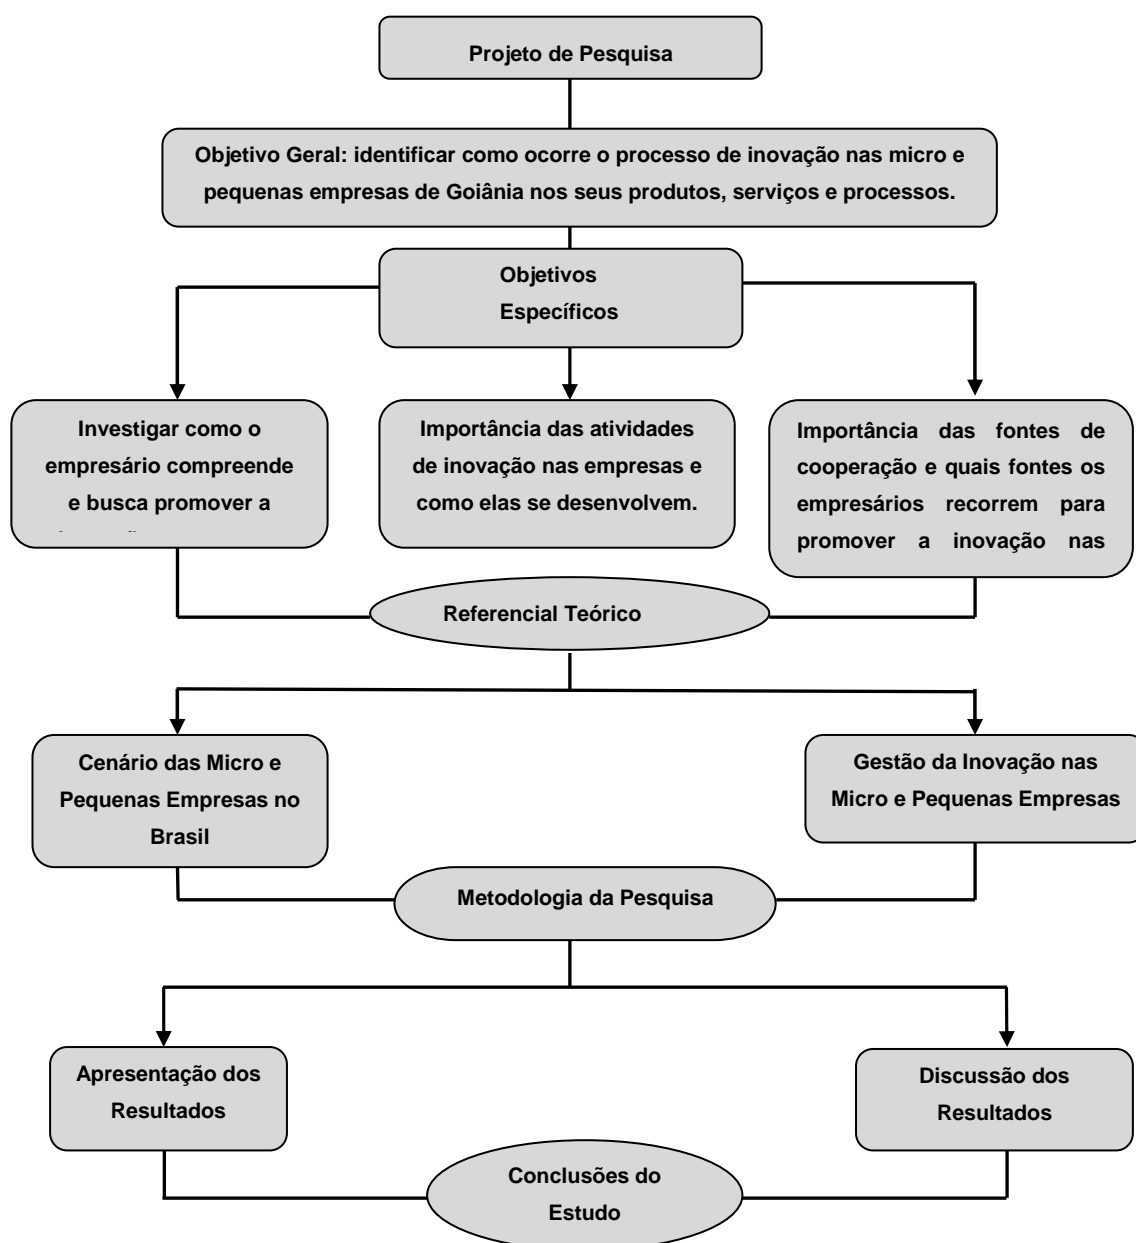 Projeto de Pesquisa
Objetivo Geral: identificar como ocorre o processo de inovação nas micro e
pequenas empresas de Goiânia nos seus produtos, serviços e processos.
Objetivos
Específicos
Investigar como o
empresário compreende
e busca promover a
Importância das atividades
de inovação nas empresas e
como elas se desenvolvem.
Importância das fontes de
cooperação e quais fontes os
empresários recorrem para
promover a inovação nas
Referencial Teórico
Cenário das Micro e
Pequenas Empresas no
Brasil
Gestão da Inovação nas
Micro e Pequenas Empresas
Metodologia da Pesquisa
Apresentação dos
Resultados
Discussão dos
Resultados
Conclusões do
Estudo